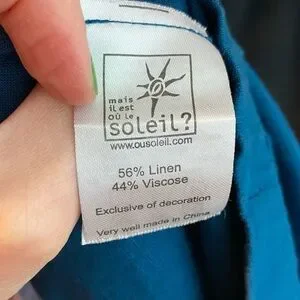 mais
il est
où le
soleil?
www.ousoleil.com
56% Linen
44% Viscose
Exclusive of decoration
Very well made in China